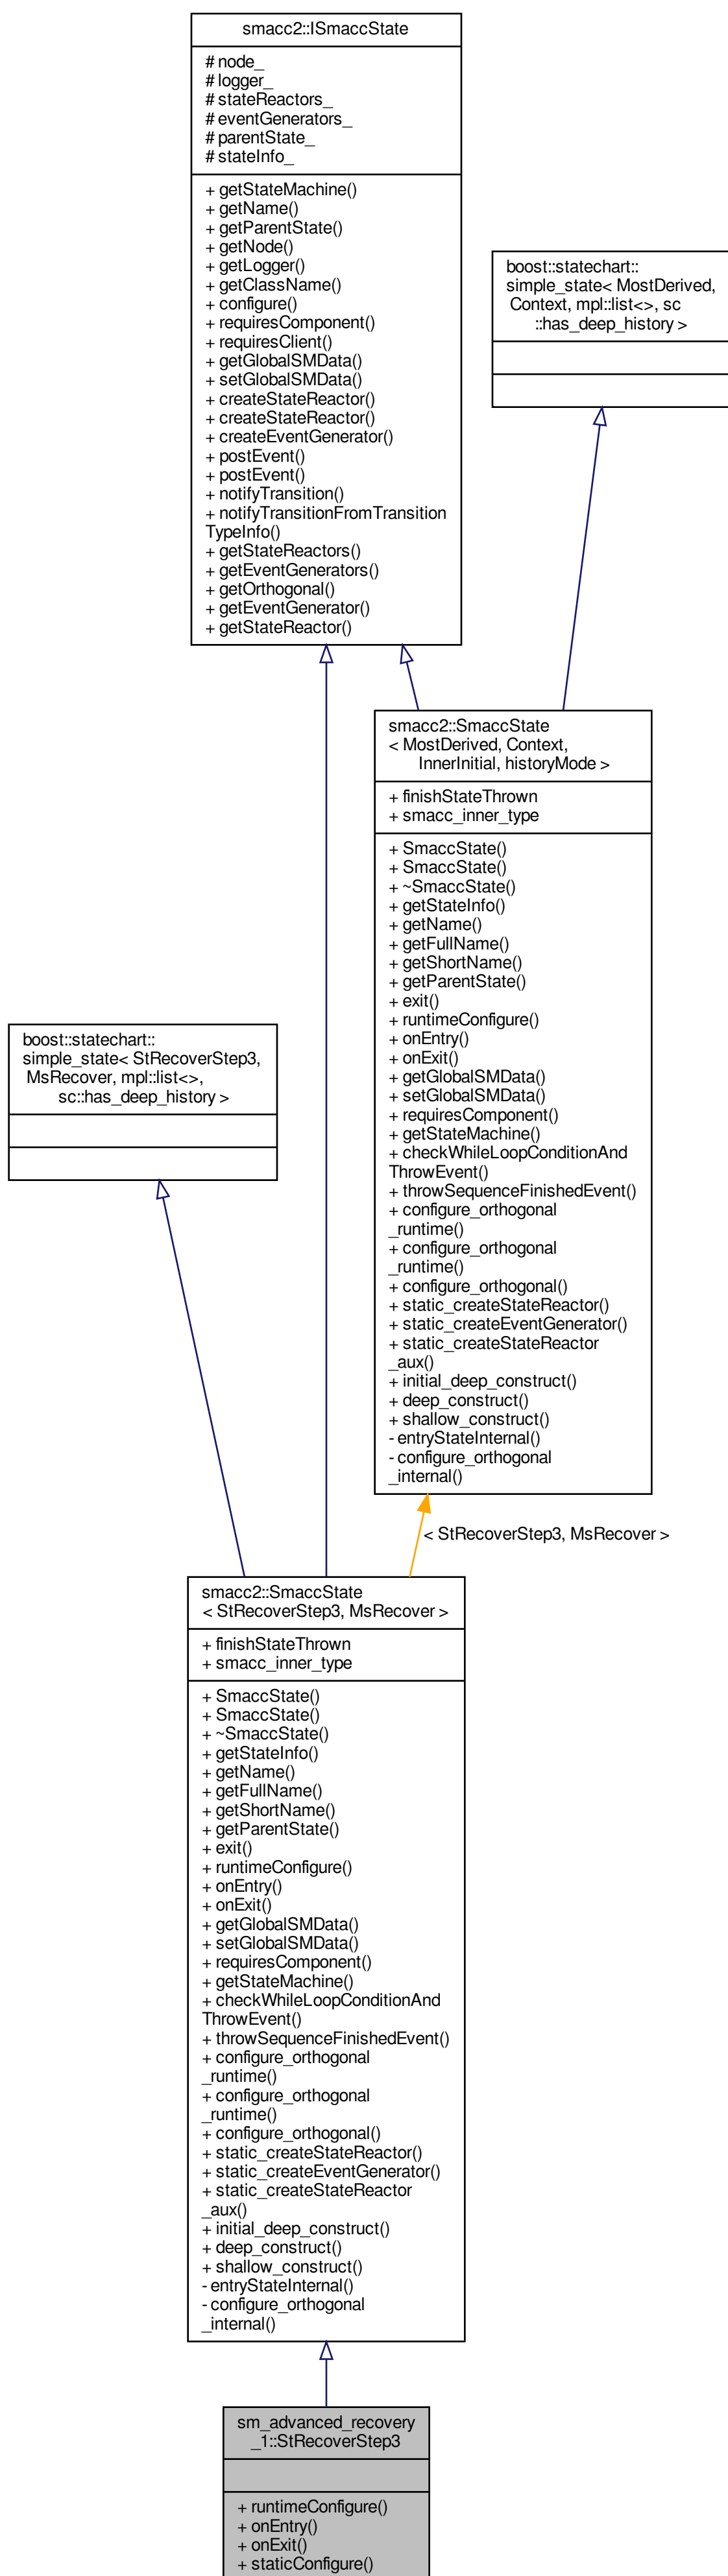 smacc2::ISmaccState
# node_
# logger_
# stateReactors_
# eventGenerators_
# parentState_
# stateInfo_
+ getStateMachine()
+ getName()
+ getParentState()
+ getNode()
+ getLogger()
+ getClassName()
+ configure()
+ requiresComponent()
+ requiresClient()
+ getGlobalSMData()
+ setGlobalSMData()
+ createStateReactor()
+ createStateReactor()
+ createEventGenerator()
+ postEvent()
+ postEvent()
+ notifyTransition()
+ notifyTransitionFromTransition
TypeInfo()
+ getStateReactors()
+ getEventGenerators()
+ getOrthogonal()
+ getEventGenerator()
+ getStateReactor()
boost::statechart::
simple_state< MostDerived,
Context, mpl::list<>, sc
::has_deep_history >
smacc2::SmaccState
< MostDerived, Context,
InnerInitial, historyMode >
+ finishStateThrown
+ smacc_inner_type
+ SmaccState()
+ SmaccState()
+ ~SmaccState()
+ getStateInfo()
+ getName()
+ getFullName()
+ getShortName()
+ getParentState()
+ exit()
+ runtimeConfigure()
+ onEntry()
+ onExit()
+ getGlobalSMData()
+ setGlobalSMData()
+ requiresComponent()
+ getStateMachine()
+ checkWhileLoopConditionAnd
ThrowEvent()
+ throwSequenceFinishedEvent()
+ configure_orthogonal
_runtime()
+ configure_orthogonal
_runtime()
+ configure_orthogonal()
+ static_createStateReactor()
+ static_createEventGenerator()
+ static_createStateReactor
_aux()
+ initial_deep_construct()
+ deep_construct()
+ shallow_construct()
- entryStateInternal()
- configure_orthogonal
_internal()
boost::statechart::
simple_state< StRecoverStep3,
MsRecover, mpl::list<>,
sc::has_deep_history >
< StRecoverStep3, MsRecover >
smacc2::SmaccState
< StRecoverStep3, MsRecover >
+ finishStateThrown
+ smacc_inner_type
+ SmaccState()
+ SmaccState()
+ ~SmaccState()
+ getStateInfo()
+ getName()
+ getFullName()
+ getShortName()
+ getParentState()
+ exit()
+ runtimeConfigure()
+ onEntry()
+ onExit()
+ getGlobalSMData()
+ setGlobalSMData()
+ requiresComponent()
+ getStateMachine()
+ checkWhileLoopConditionAnd
ThrowEvent()
+ throwSequenceFinishedEvent()
+ configure_orthogonal
_runtime()
+ configure_orthogonal
_runtime()
+ configure_orthogonal()
+ static_createStateReactor()
+ static_createEventGenerator()
+ static_createStateReactor
_aux()
+ initial_deep_construct()
+ deep_construct()
+ shallow_construct()
- entryStateInternal()
- configure_orthogonal
_internal()
sm_advanced_recovery
_1::StRecoverStep3
+ runtimeConfigure()
+ onEntry()
+ onExit()
+ staticConfigure()